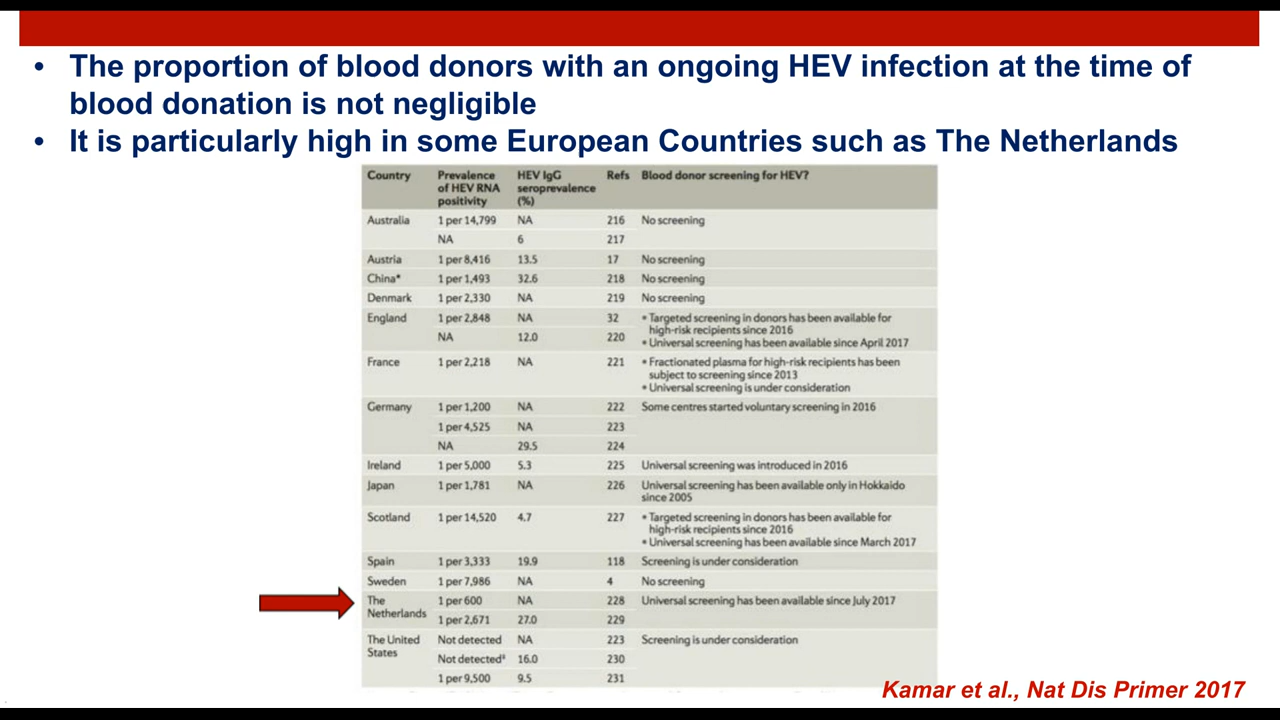 • The proportion of blood donors with an ongoing HEV infection at the time of
blood donation is not negligible
• It is particularly high in some European Countries such as The Netherlands
Country Prevalence of HEV RNA positivity HEV IgG seroprevalence (%) Refs Blood donor screening for HEV?
Australia 1 per 14,799 NA 216 No screening
NA 6 217
Austria 1 per 8,416 13.5 17 No screening
China* 1 per 1,493 32.6 218 No screening
Denmark 1 per 2,330 NA 219 No screening
England 1 per 2,848 NA 32 • Targeted screening in donors has been available for
high-risk recipients since 2016
NA 12.0 220 • Universal screening has been available since April 2017
France 1 per 2,218 NA 221 • Fractionated plasma for high-risk recipients has been
subject to screening since 2013
• Universal screening is under consideration
Germany 1 per 1,200 NA 222 Some centres started voluntary screening in 2016
1 per 4,525 NA 223
NA 29.5 224
Ireland 1 per 5,000 5.3 225 Universal screening was introduced in 2016
Japan 1 per 1,781 NA 226 Universal screening has been available only in Hokkaido
since 2005
Scotland 1 per 14,520 4.7 227 • Targeted screening in donors has been available for
high-risk recipients since 2016
• Universal screening has been available since March 2017
Spain 1 per 3,333 19.9 118 Screening is under consideration
Sweden 1 per 7,986 NA 4 No screening
The 1 per 600 NA 228 Universal screening has been available since July 2017
Netherlands 1 per 2,671 27.0 229
The United Not detected NA 223 Screening is under consideration
States Not detected‡ 16.0 230
1 per 9,500 9.5 231
Kamar et al., Nat Dis Primer 2017